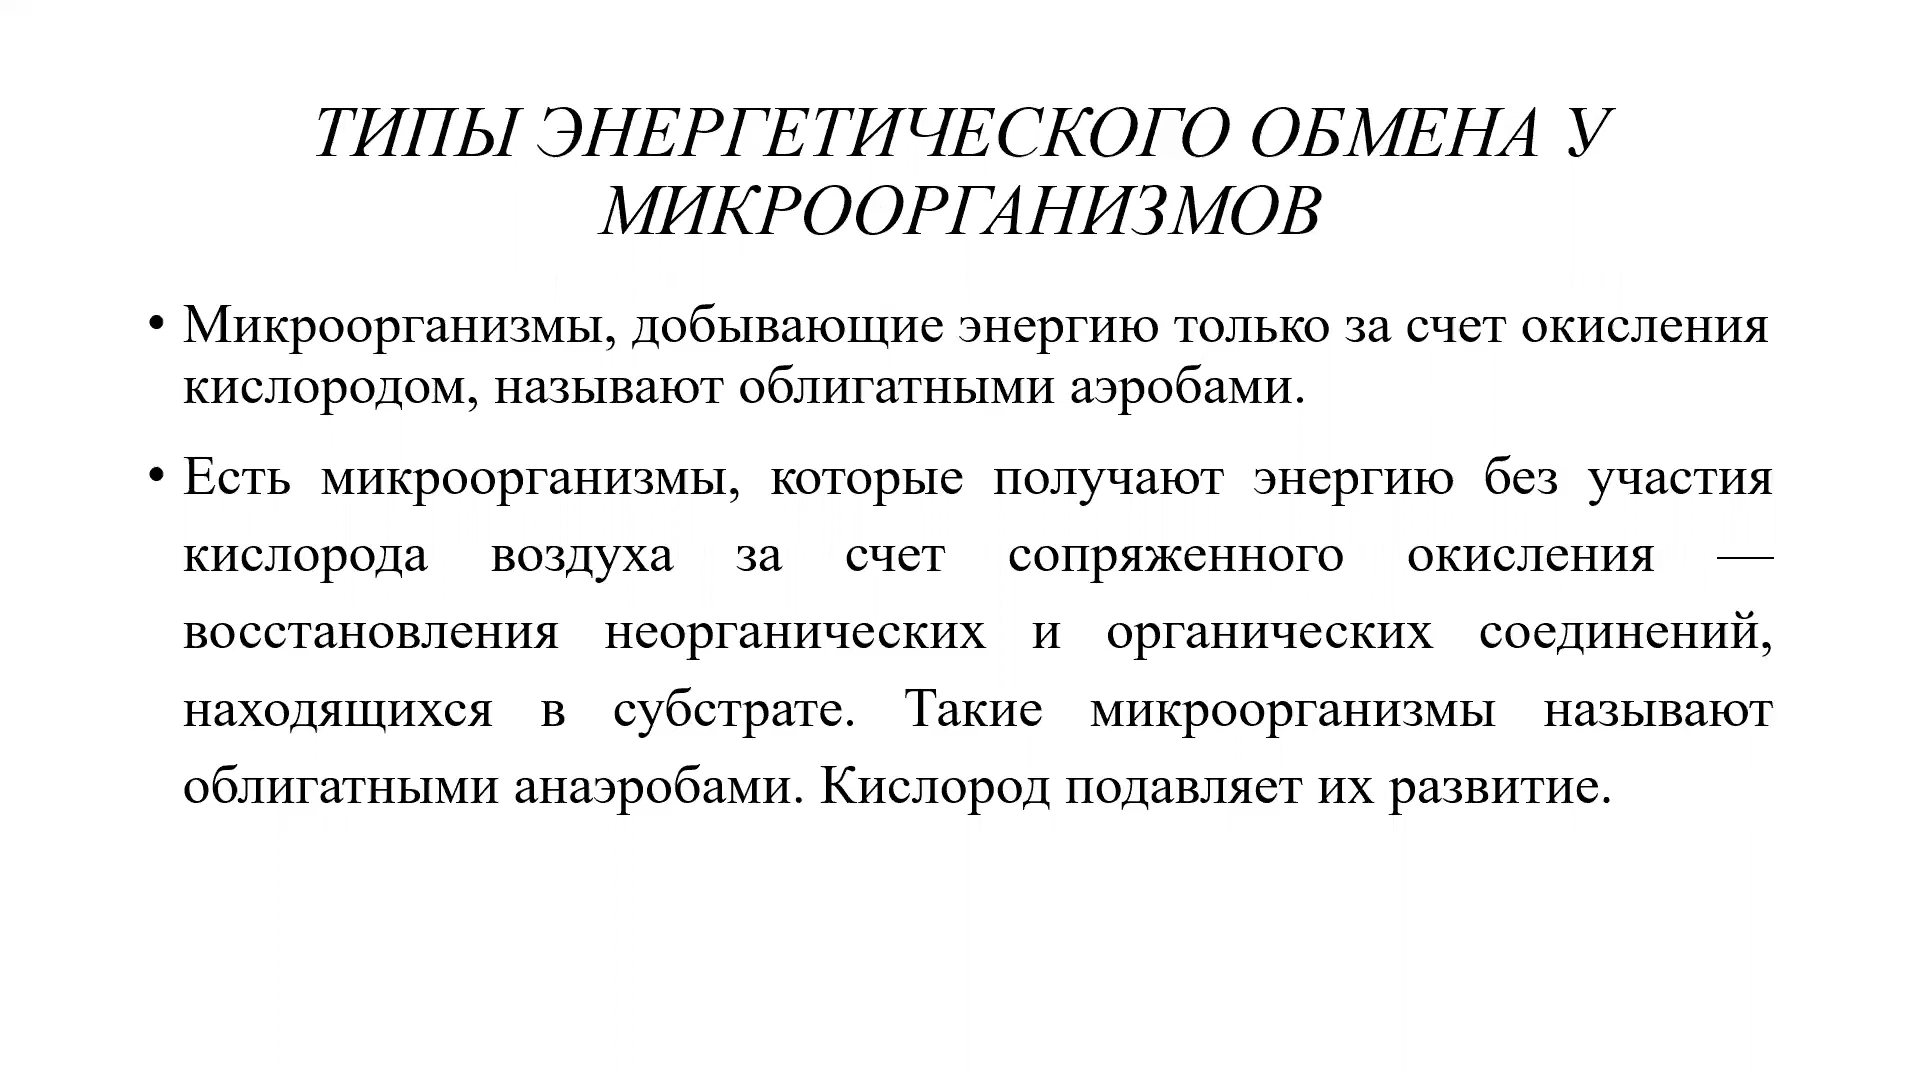 ТИПЫ ЭНЕРГЕТИЧЕСКОГО ОБМЕНА У
МИКРООРГАНИЗМОВ
• Микроорганизмы, добывающие энергию только за счет окисления
кислородом, называют облигатными аэробами.
• Есть микроорганизмы, которые получают энергию без участия
кислорода воздуха за счет сопряженного окисления —
восстановления неорганических и органических соединений,
находящихся в субстрате. Такие микроорганизмы называют
облигатными анаэробами. Кислород подавляет их развитие.